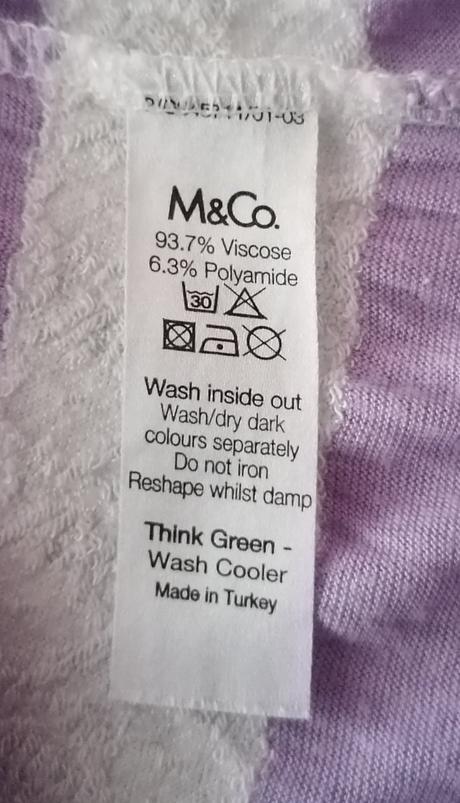 M&Co.
93.7% Viscose
6.3% Polyamide
30
Wash inside out
Wash/dry dark
colours separately
Do not iron
Reshape whilst damp
Think Green -
Wash Cooler
Made in Turkey